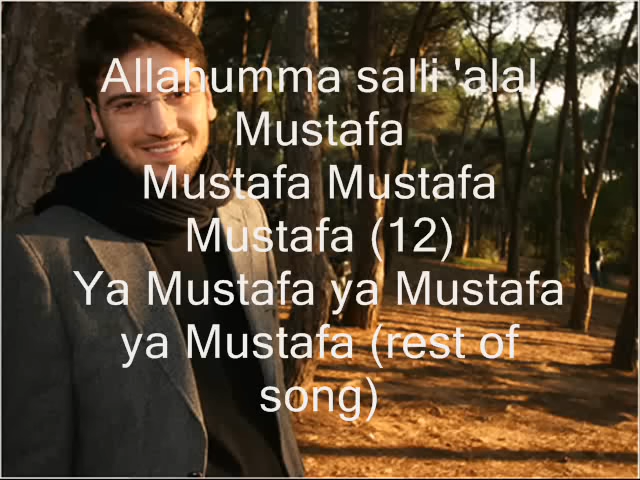 Allahumma salli 'alal
Mustafa
Mustafa Mustafa
Mustafa (12)
Ya Mustafa ya Mustafa
ya Mustafa (rest of
song)